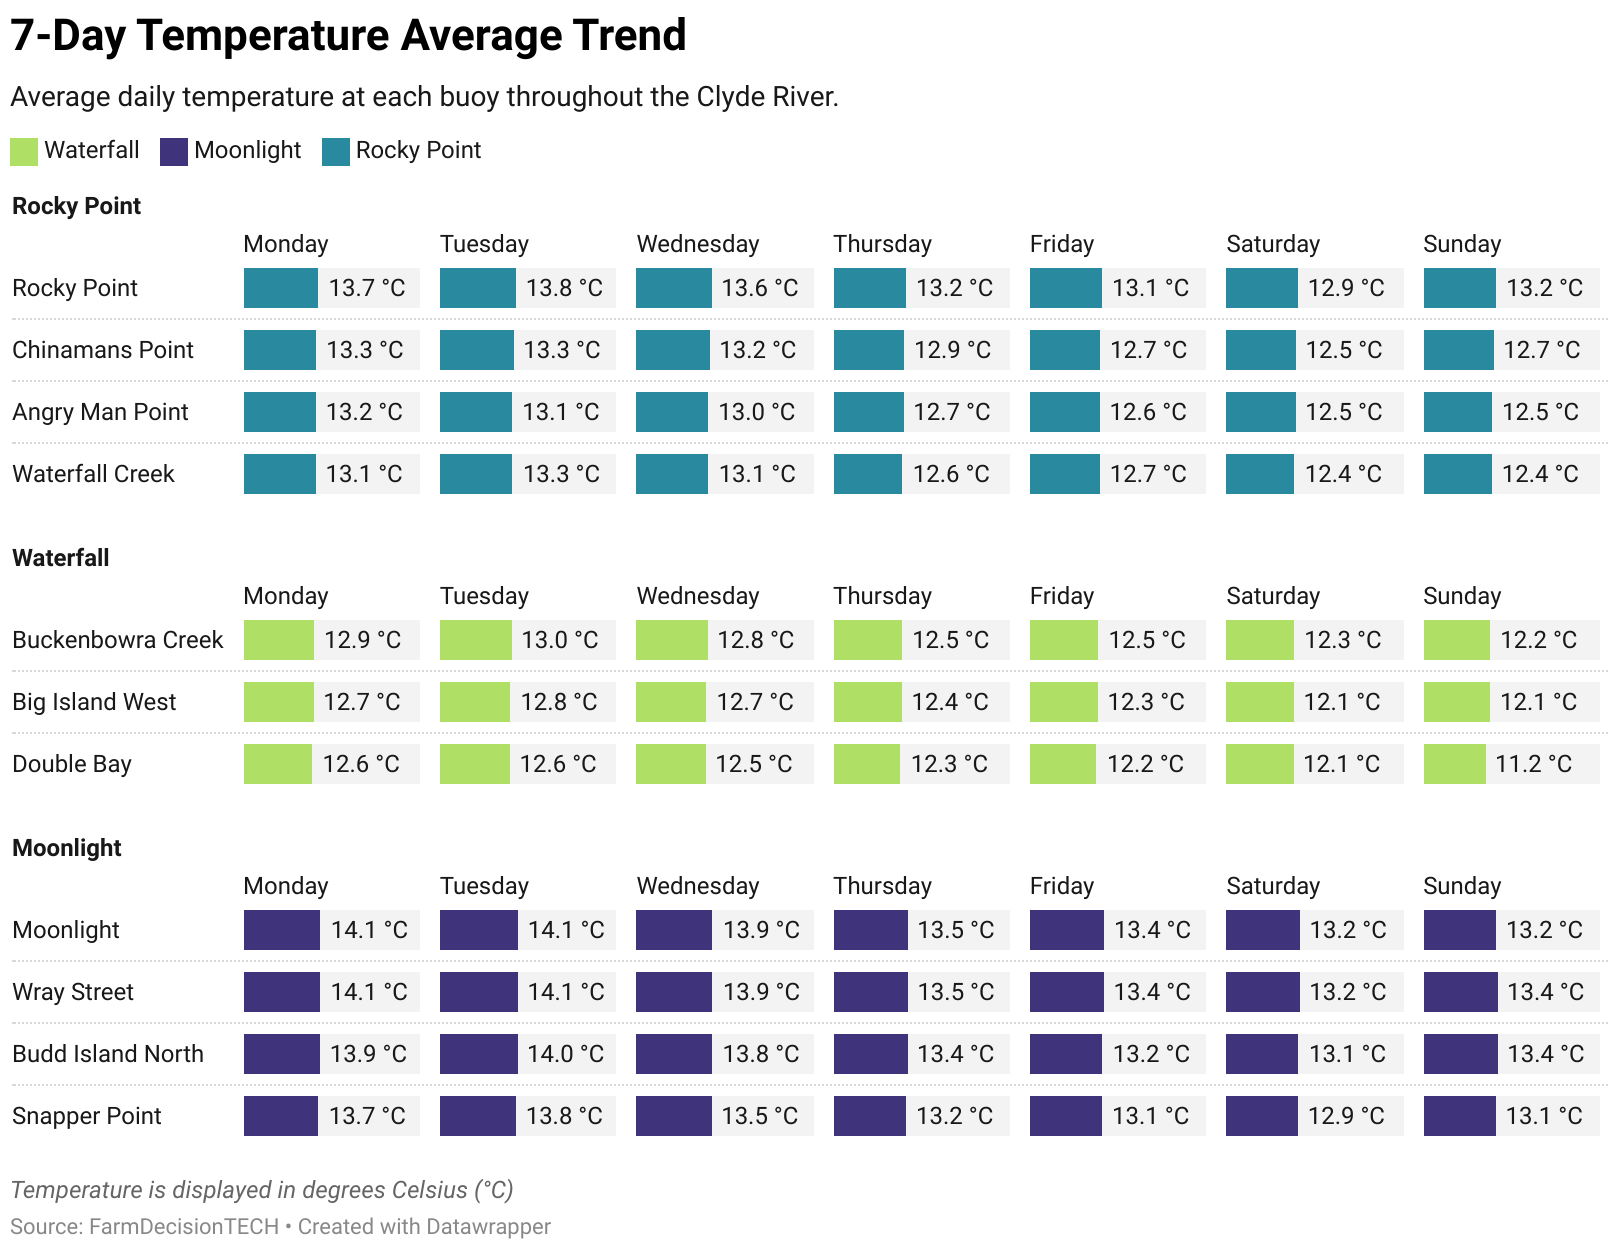 7-Day Temperature Average Trend
Average daily temperature at each buoy throughout the Clyde River.
Waterfall Moonlight Rocky Point
Rocky Point
Monday Tuesday Wednesday Thursday Friday Saturday Sunday
Rocky Point 13.7 °C 13.8 °C 13.6 °C 13.2 °C 13.1 °C 12.9 °C 13.2 °C
Chinamans Point 13.3 °C 13.3 °C 13.2 °C 12.9 °C 12.7 °C 12.5 °C 12.7 °C
Angry Man Point 13.2 °C 13.1 °C 13.0 °C 12.7 °C 12.6 °C 12.5 °C 12.5 °C
Waterfall Creek 13.1 °C 13.3 °C 13.1 °C 12.6 °C 12.7 °C 12.4 °C 12.4 °C
Waterfall
Monday Tuesday Wednesday Thursday Friday Saturday Sunday
Buckenbowra Creek 12.9 °C 13.0 °C 12.8 °C 12.5 °C 12.5 °C 12.3 °C 12.2 °C
Big Island West 12.7 °C 12.8 °C 12.7 °C 12.4 °C 12.3 °C 12.1 °C 12.1 °C
Double Bay 12.6 °C 12.6 °C 12.5 °C 12.3 °C 12.2 °C 12.1 °C 11.2 °C
Moonlight
Monday Tuesday Wednesday Thursday Friday Saturday Sunday
Moonlight 14.1 °C 14.1 °C 13.9 °C 13.5 °C 13.4 °C 13.2 °C 13.2 °C
Wray Street 14.1 °C 14.1 °C 13.9 °C 13.5 °C 13.4 °C 13.2 °C 13.4 °C
Budd Island North 13.9 °C 14.0 °C 13.8 °C 13.4 °C 13.2 °C 13.1 °C 13.4 °C
Snapper Point 13.7 °C 13.8 °C 13.5 °C 13.2 °C 13.1 °C 12.9 °C 13.1 °C
Temperature is displayed in degrees Celsius (°C)
Source: FarmDecisionTECH • Created with Datawrapper